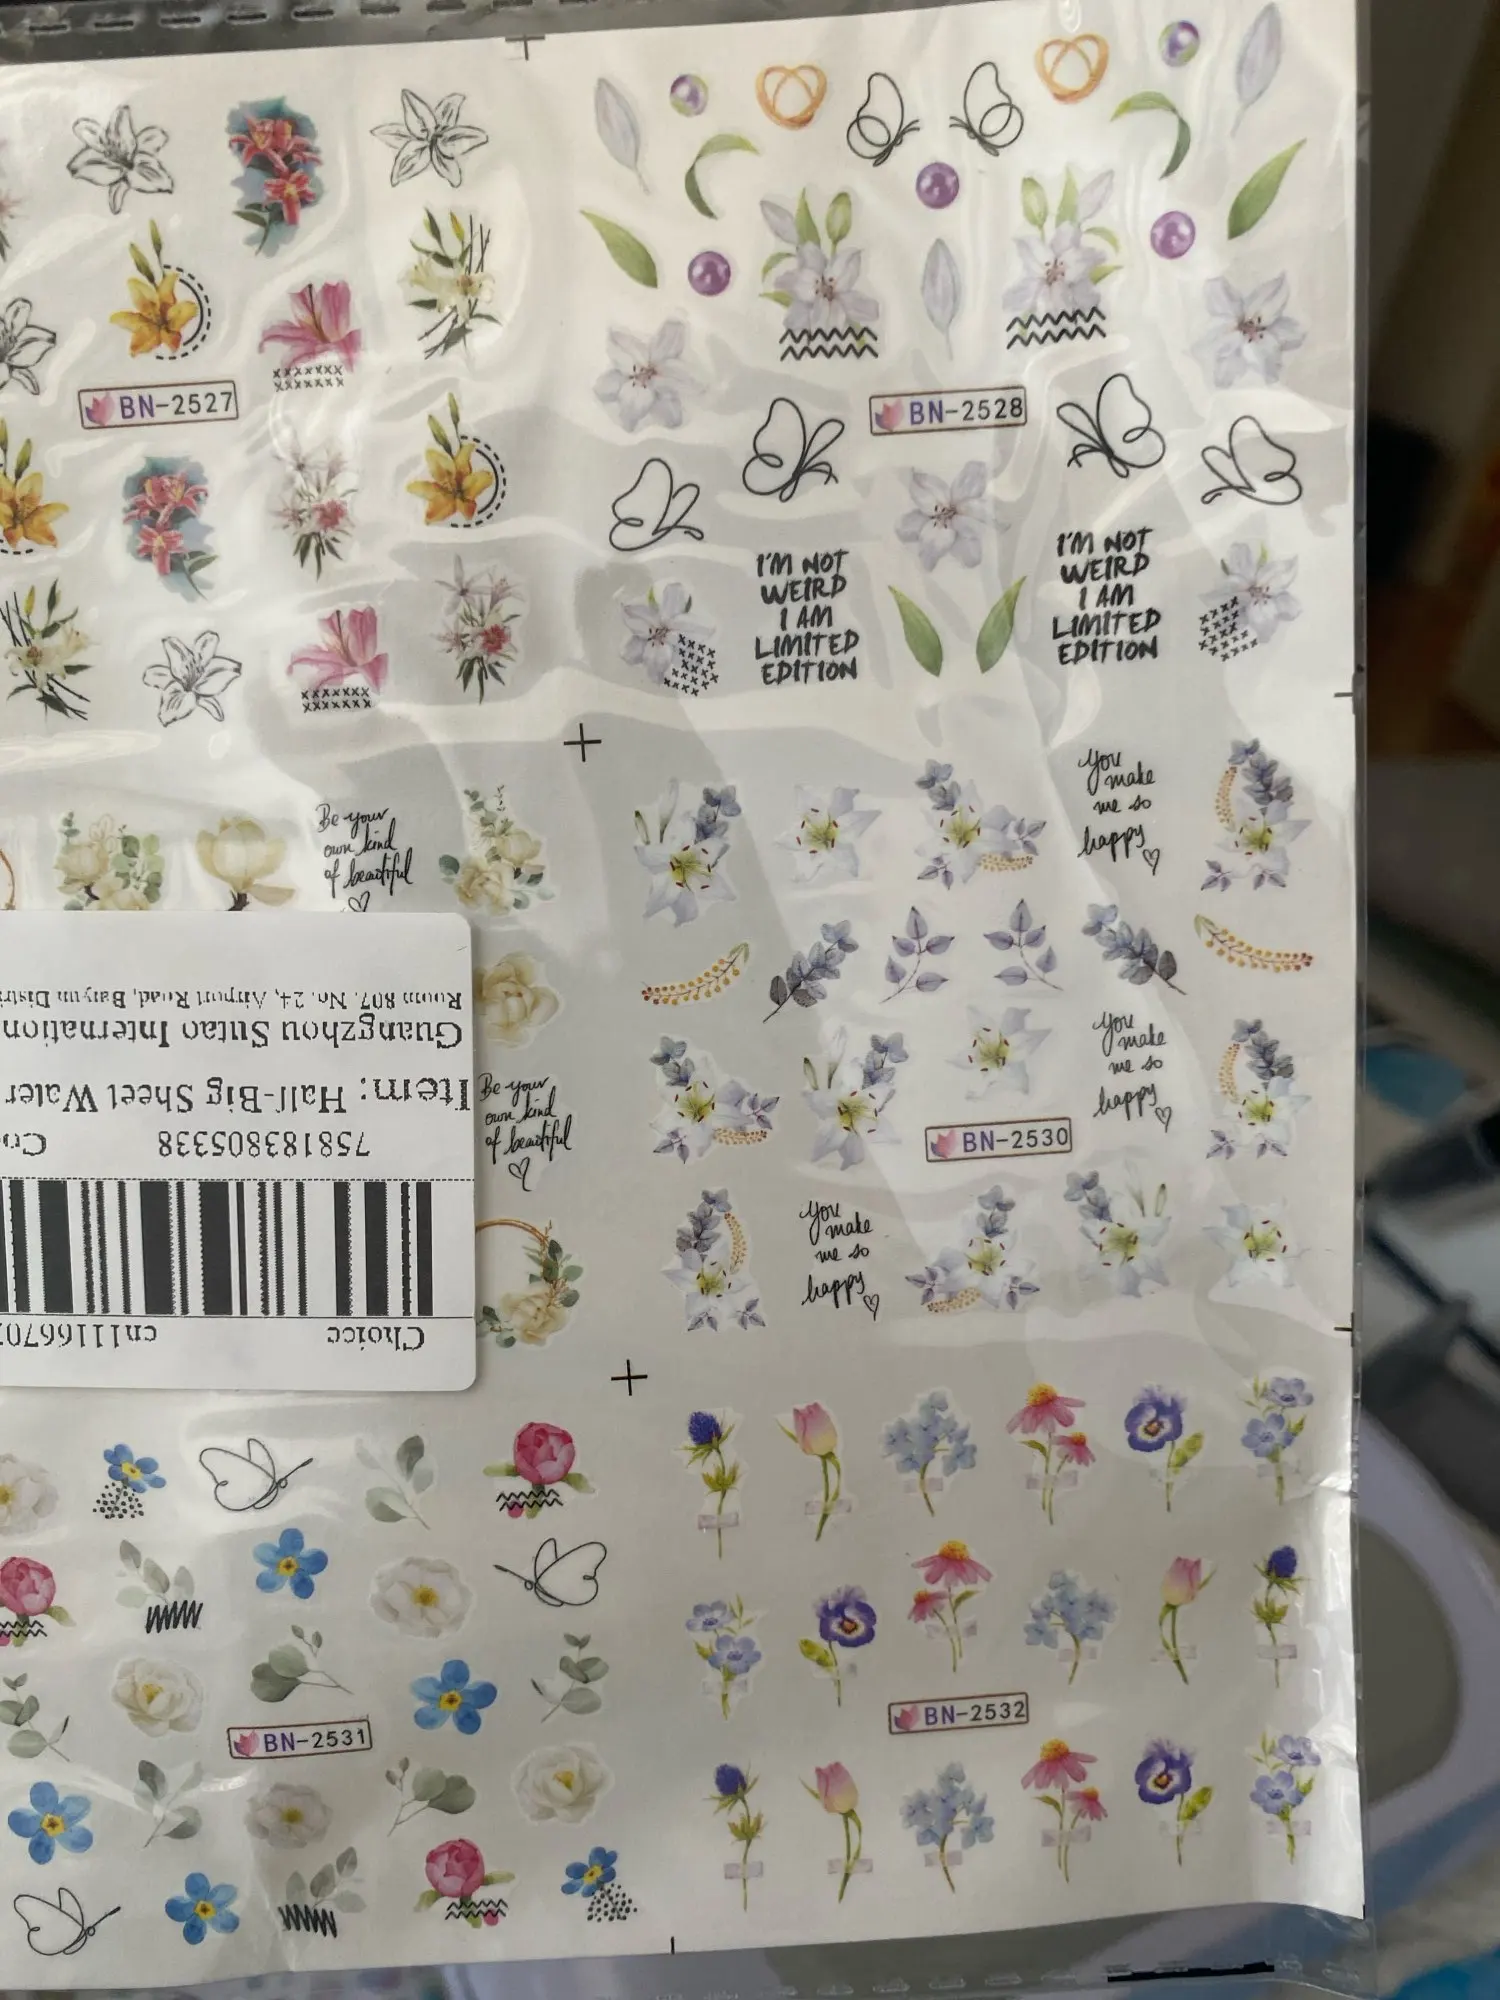 BN-2527
BN-2528
I'M NOT
WEIRD
I AM
LIMITED
EDITION
I'M NOT
WEIRD
I AM
LIMITED
EDITION
Be your
own kind
of beautiful
You
make
me so
happy
Room 807. No. 24, Airport Road, Baiyun
Guangzhou Sutao
Item: Half-Big Sheet Water
758183805338
Choice
Be your
own kind
of beautiful
You
make
me so
happy
BN-2530
You
make
me so
happy
BN-2531
BN-2532